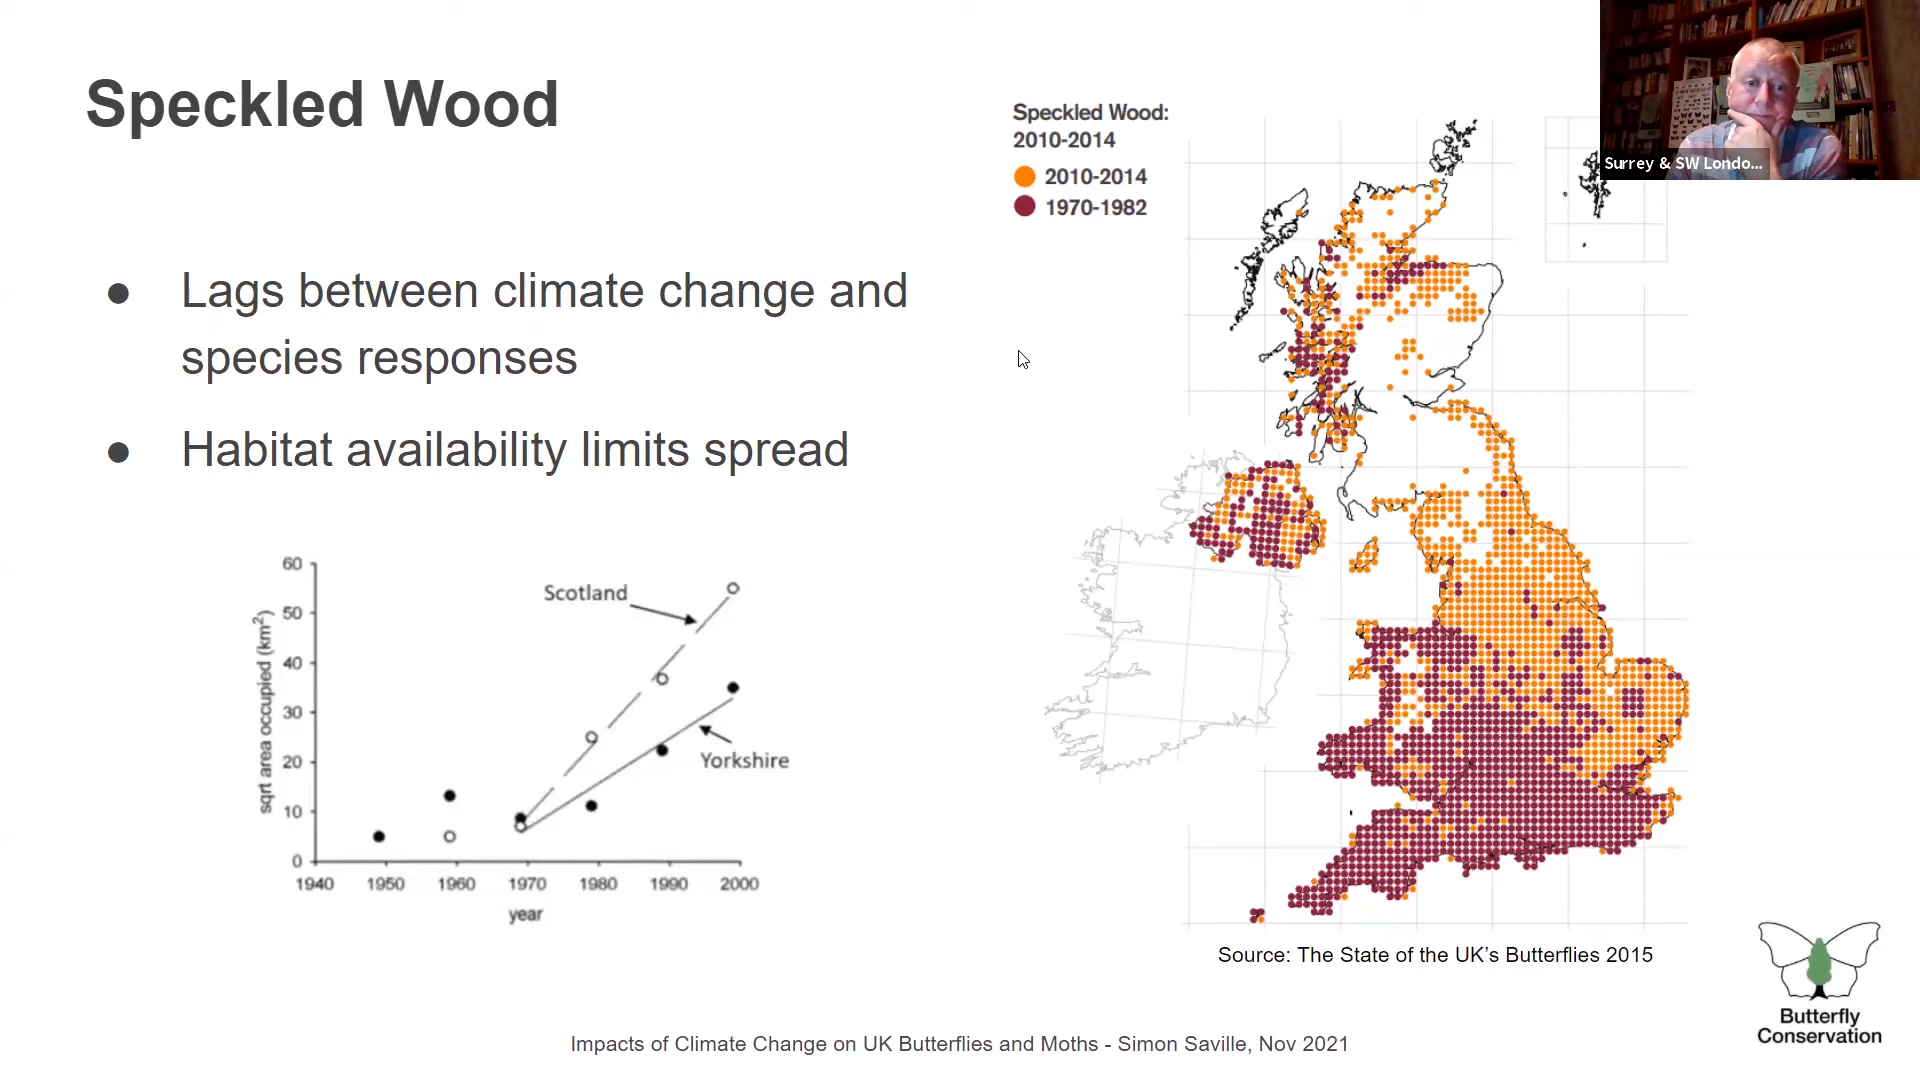 Speckled Wood
● Lags between climate change and
species responses
● Habitat availability limits spread
60
50
40
30
20
10
0
sqrt area occupied (km²)
Scotland
Yorkshire
1940 1950 1960 1970 1980 1990 2000
year
Speckled Wood:
2010-2014
2010-2014
1970-1982
Surrey & SW Londo...
Source: The State of the UK's Butterflies 2015
Butterfly
Conservation
Impacts of Climate Change on UK Butterflies and Moths - Simon Saville, Nov 2021